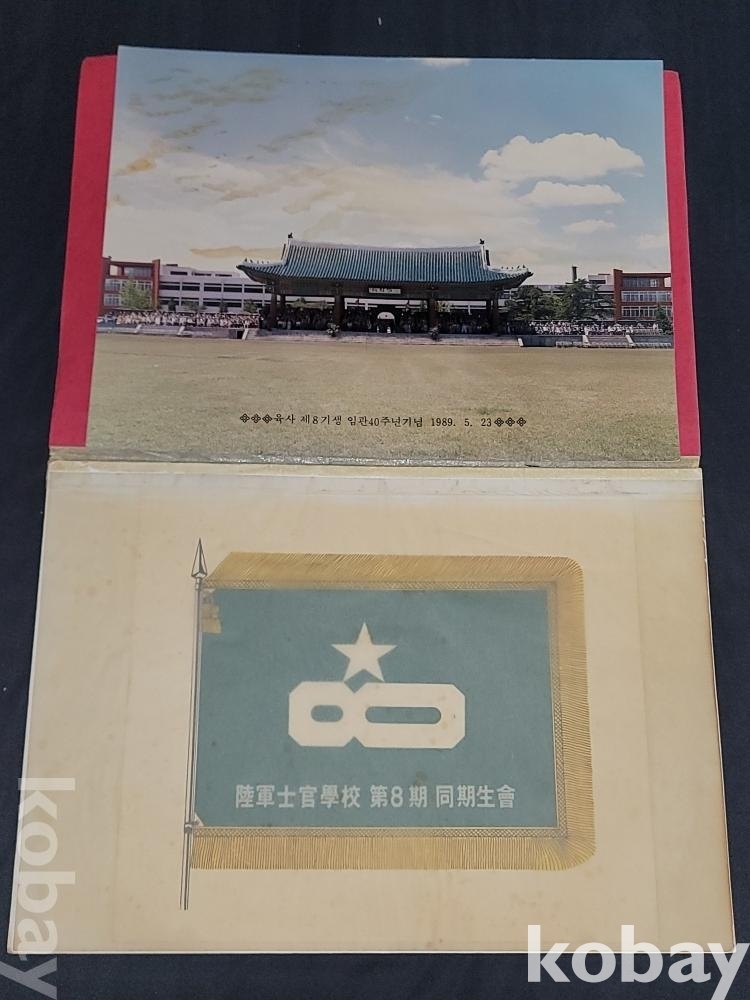 ❖❖❖육사 제8기생 임관40주년기념 1989. 5. 23❖❖❖
8
陸軍士官學校 第8期 同期生會
kobay
kobay